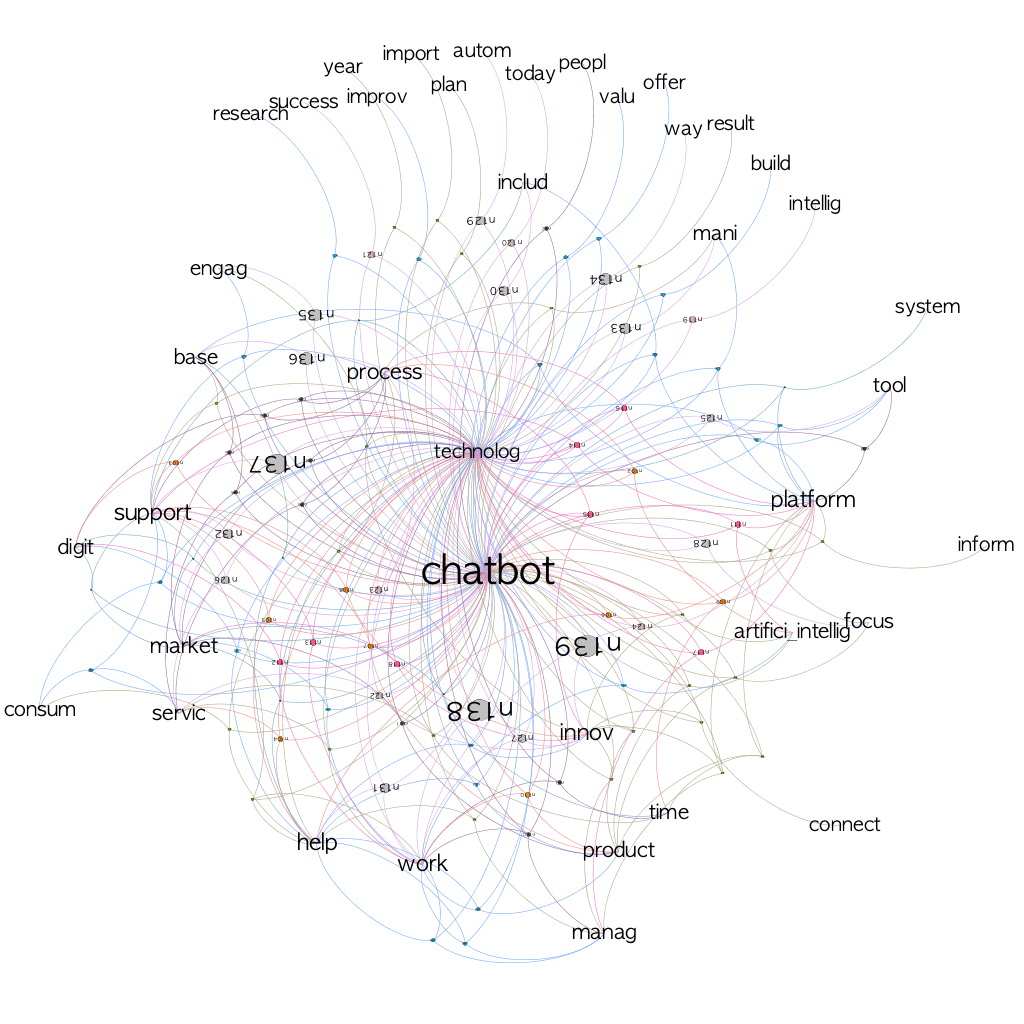 import
autom
peopl
year
today
offer
plan
success
improv
valu
research
way
result
build
includ
intellig
n129
mani
n120
n121
engag
n134
n130
system
n135
n119
n133
base
n136
process
tool
n125
technolog
n137
platform
support
n132
n128
digit
inform
chatbot
n126
n123
focus
n124
artifici_intellig
market
n139
n122
consum
servic
n138
innov
n127
n131
time
connect
help
product
work
manag